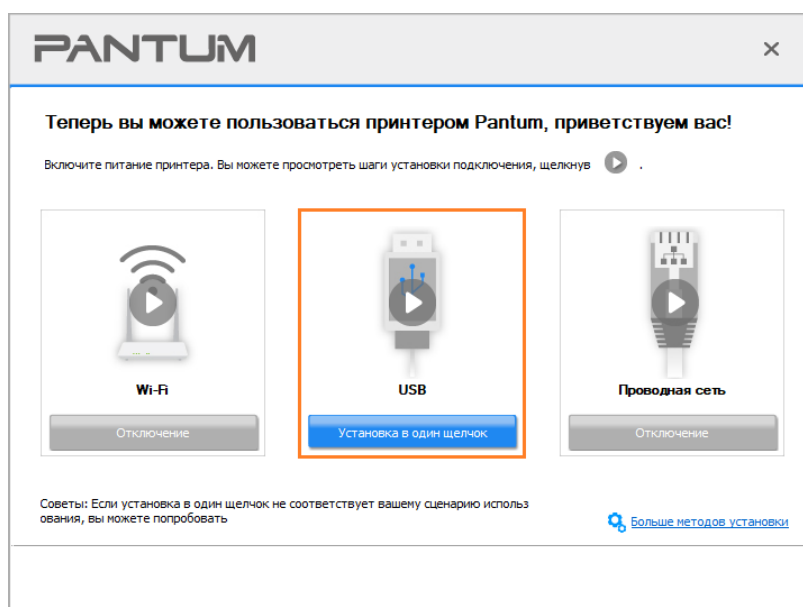 PANTUM
Теперь вы можете пользоваться принтером Pantum, приветствуем вас!
Включите питание принтера. Вы можете просмотреть шаги установки подключения, щелкнув .
Wi-Fi
Отключение
USB
Установка в один щелчок
Проводная сеть
Отключение
Советы: Если установка в один щелчок не соответствует вашему сценарию использ
ования, вы можете попробовать
Больше методов установки